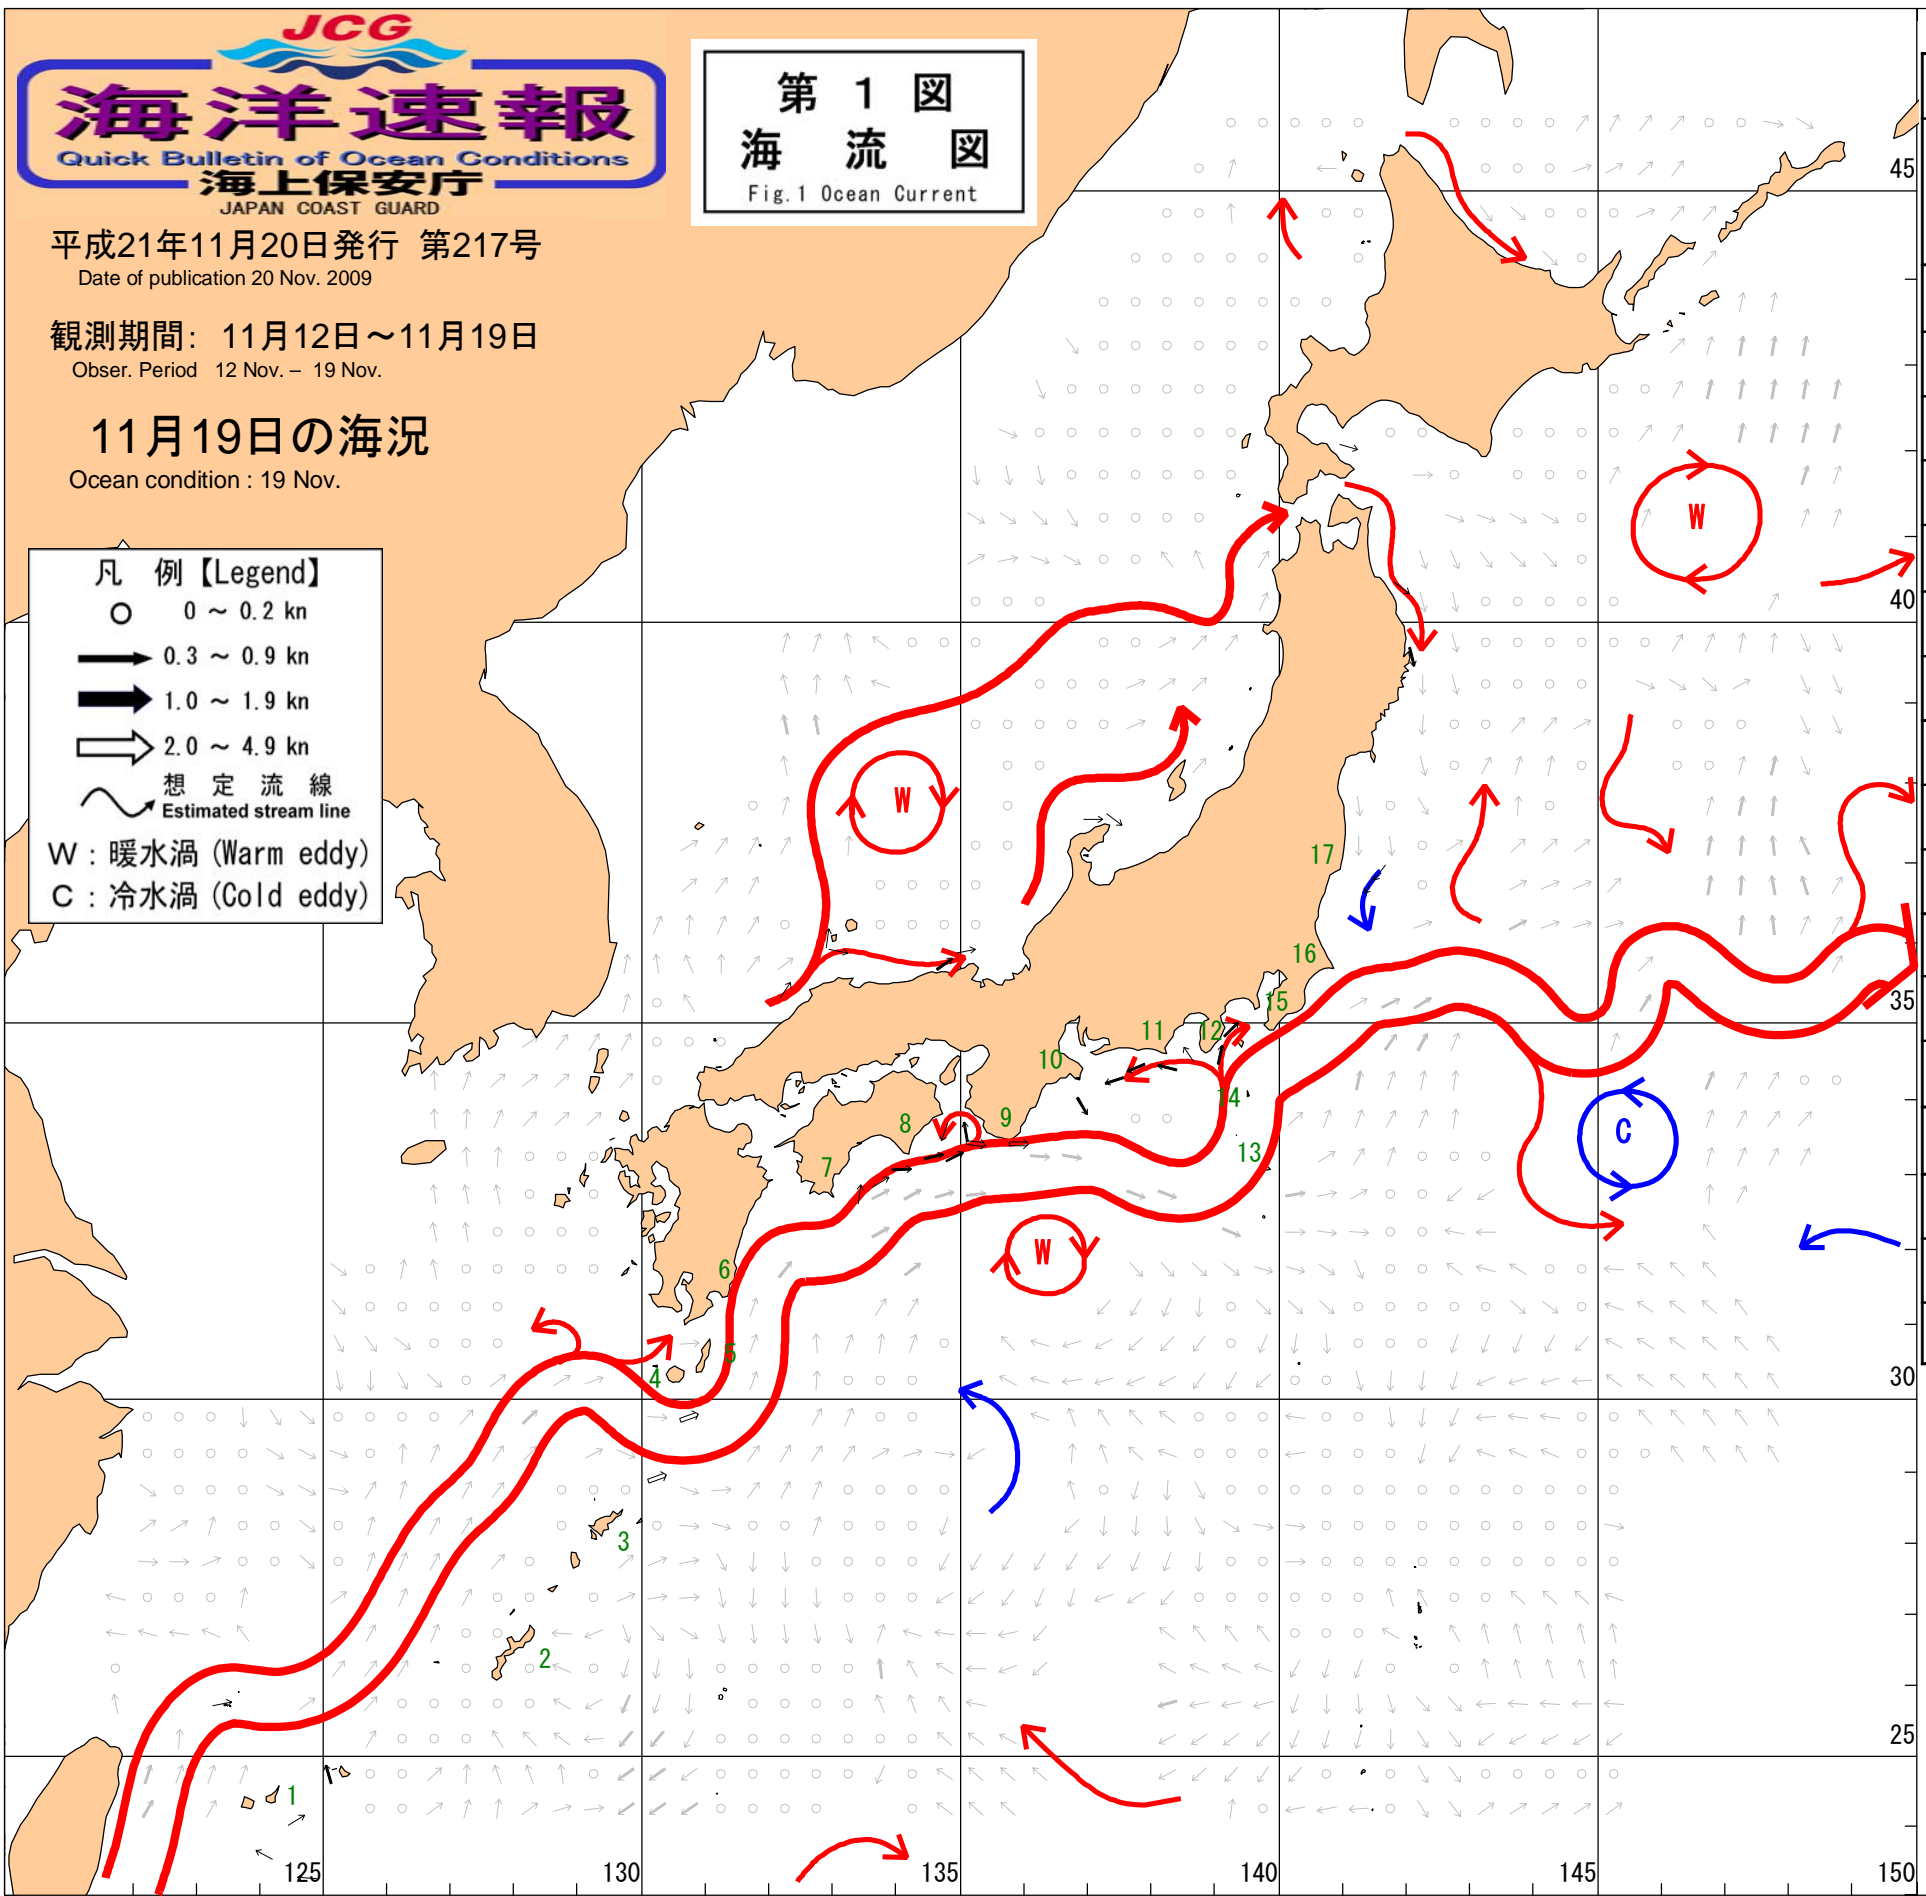 JCG
海洋速報
Quick Bulletin of Ocean Conditions
海上保安庁
JAPAN COAST GUARD
第 1 図
海 流 図
Fig.1 Ocean Current
平成21年11月20日発行 第217号
Date of publication 20 Nov. 2009
観測期間: 11月12日～11月19日
Obser. Period 12 Nov. – 19 Nov.
11月19日の海況
Ocean condition : 19 Nov.
凡 例【Legend】
0 ～ 0.2 kn
0.3 ～ 0.9 kn
1.0 ～ 1.9 kn
2.0 ～ 4.9 kn
想 定 流 線
Estimated stream line
W : 暖水渦 (Warm eddy)
C : 冷水渦 (Cold eddy)
45
W
40
W
17
16
35
15
12
11
10
14
9
8
C
13
7
W
6
5
4
30
3
2
25
1
125
130
135
140
145
150